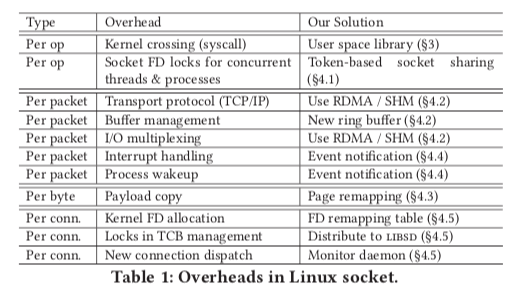 Type Overhead Our Solution
Per op Kernel crossing (syscall) User space library (§3)
Per op Socket FD locks for concurrent threads & processes Token-based socket sharing (§4.1)
Per packet Transport protocol (TCP/IP) Use RDMA / SHM (§4.2)
Per packet Buffer management New ring buffer (§4.2)
Per packet I/O multiplexing Use RDMA / SHM (§4.2)
Per packet Interrupt handling Event notification (§4.4)
Per packet Process wakeup Event notification (§4.4)
Per byte Payload copy Page remapping (§4.3)
Per conn. Kernel FD allocation FD remapping table (§4.5)
Per conn. Locks in TCB management Distribute to LIBSD (§4.5)
Per conn. New connection dispatch Monitor daemon (§4.5)
Table 1: Overheads in Linux socket.